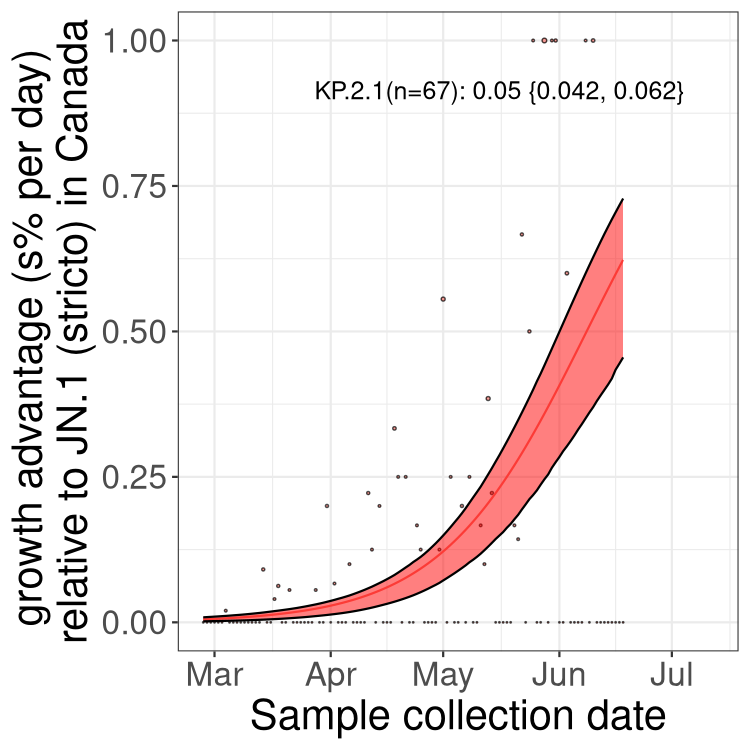 growth advantage (s% per day)
relative to JN.1 (stricto) in Canada
1.00
0.75
0.50
0.25
0.00
KP.2.1(n=67): 0.05 {0.042, 0.062}
Mar Apr May Jun Jul
Sample collection date